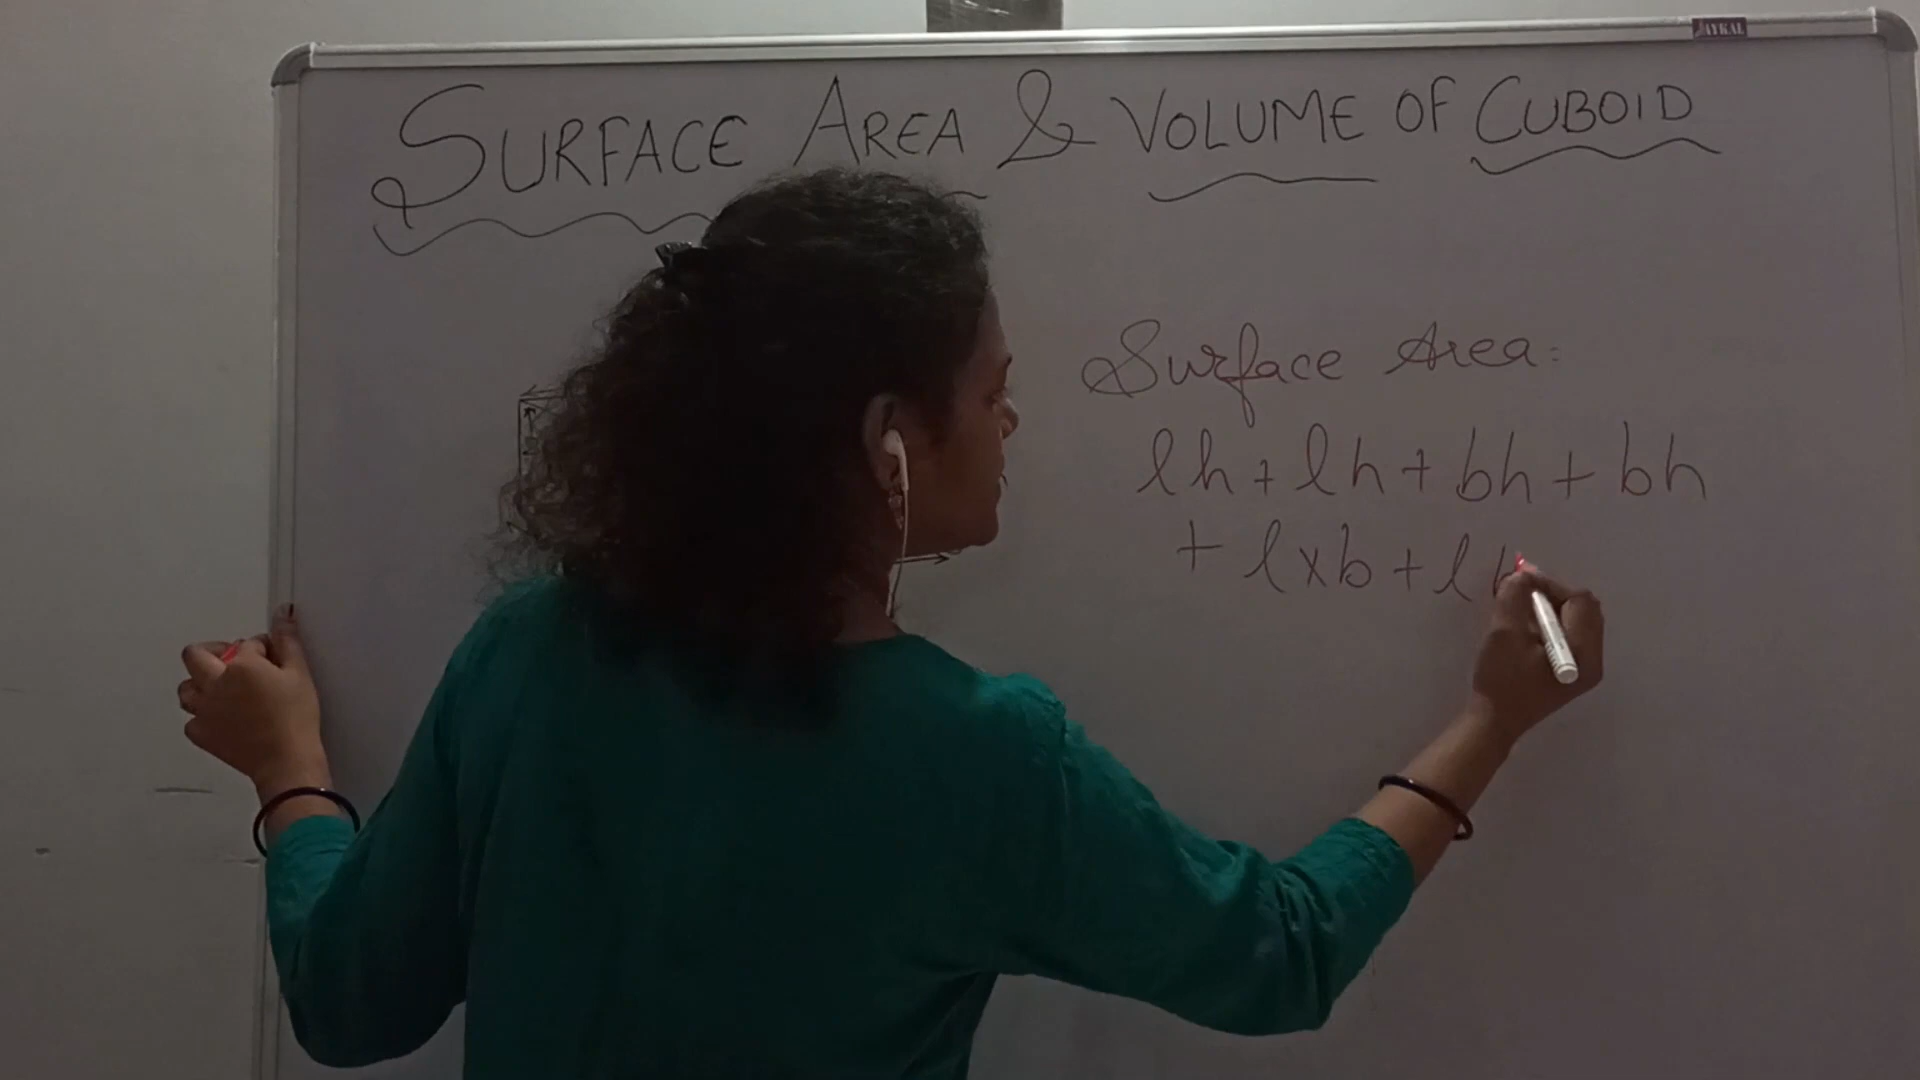 SURFACE AREA & VOLUME OF CUBOID
Surface Area:
lh + lh + bh + bh
+ l x b + l b